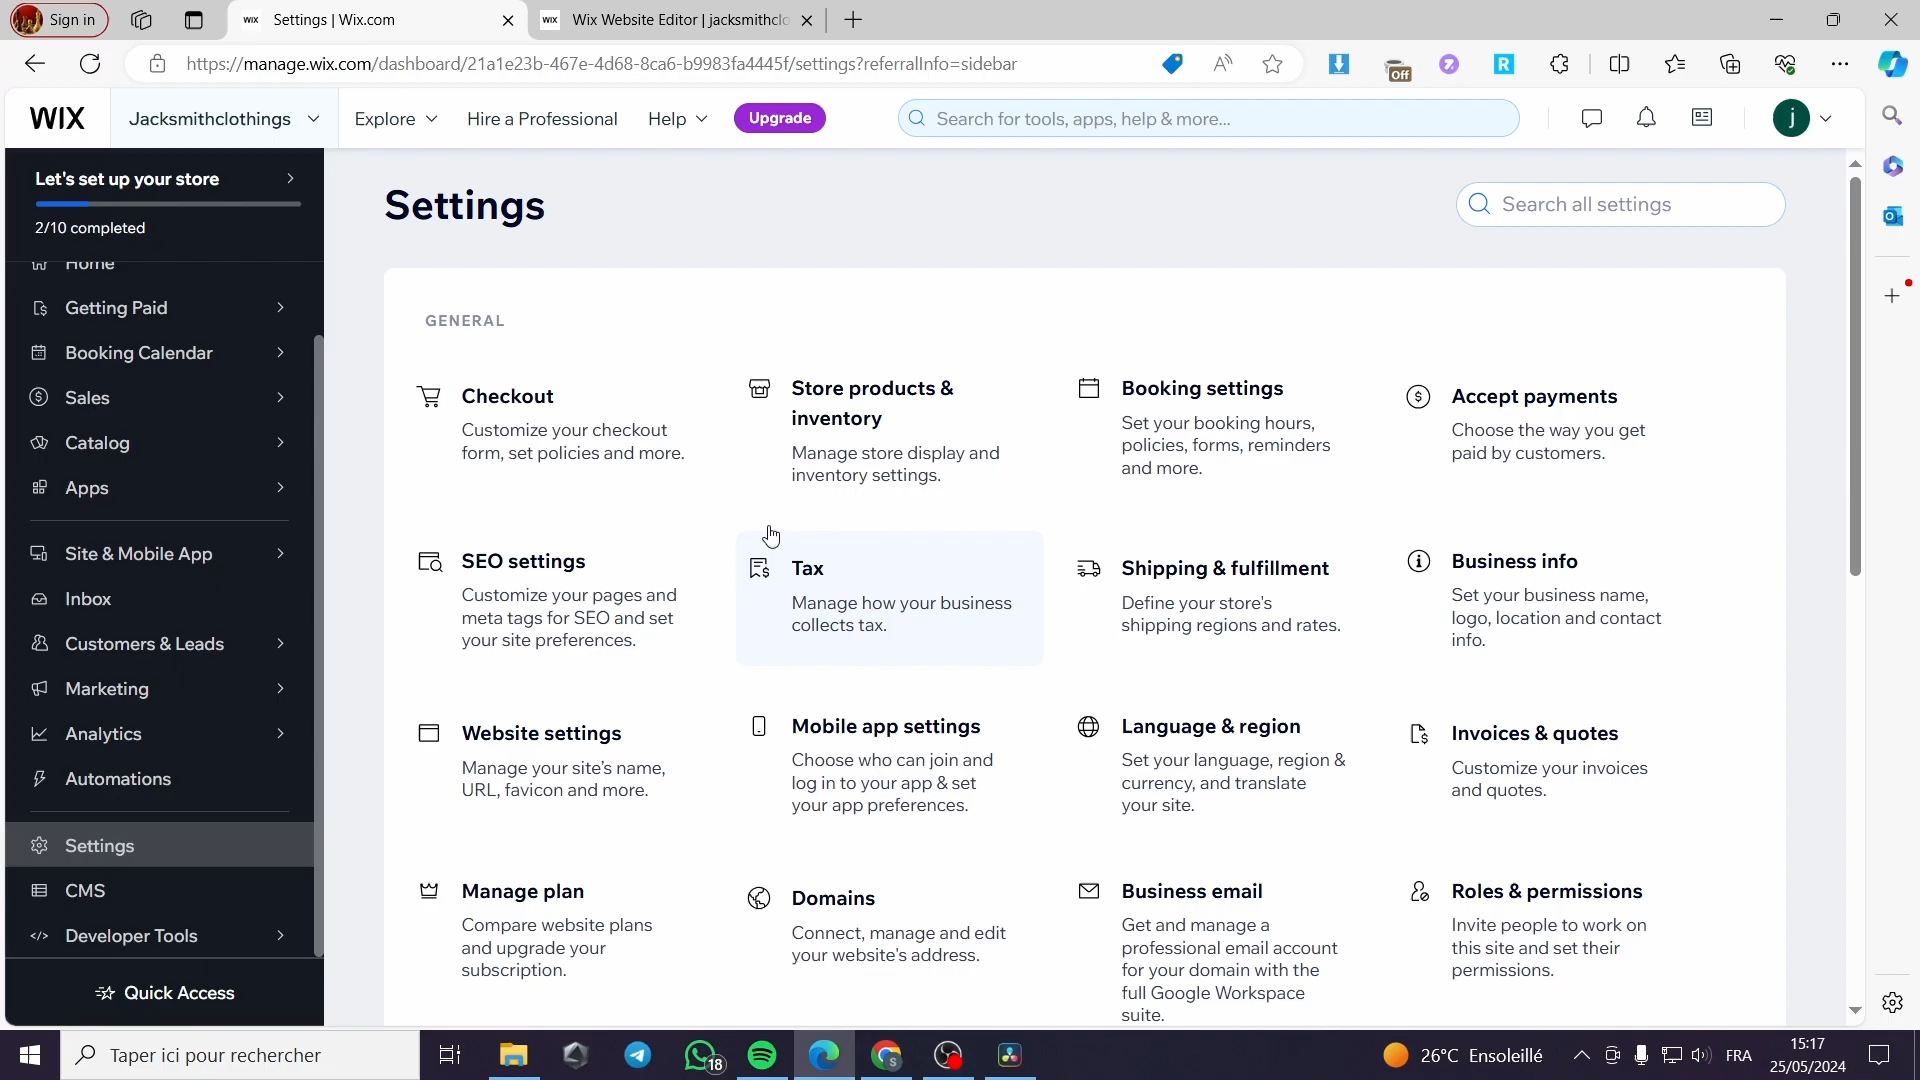 Sign in
WIX
Settings | Wix.com
WIX
Wix Website Editor | jacksmithclo
https://manage.wix.com/dashboard/21a1e23b-467e-4d68-8ca6-b9983fa4445f/settings?referralInfo=sidebar
A
Off
R
WIX
Jacksmithclothings
Explore
Hire a Professional
Help
Upgrade
Search for tools, apps, help & more...
j
Let's set up your store
2/10 completed
Home
Getting Paid
Booking Calendar
Sales
Catalog
Apps
Site & Mobile App
Inbox
Customers & Leads
Marketing
Analytics
Automations
Settings
CMS
Developer Tools
Quick Access
Settings
Search all settings
GENERAL
Checkout
Customize your checkout
form, set policies and more.
Store products &
inventory
Manage store display and
inventory settings.
Booking settings
Set your booking hours,
policies, forms, reminders
and more.
Accept payments
Choose the way you get
paid by customers.
SEO settings
Customize your pages and
meta tags for SEO and set
your site preferences.
Tax
Manage how your business
collects tax.
Shipping & fulfillment
Define your store's
shipping regions and rates.
Business info
Set your business name,
logo, location and contact
info.
Website settings
Manage your site's name,
URL, favicon and more.
Mobile app settings
Choose who can join and
log in to your app & set
your app preferences.
Language & region
Set your language, region &
currency, and translate
your site.
Invoices & quotes
Customize your invoices
and quotes.
Manage plan
Compare website plans
and upgrade your
subscription.
Domains
Connect, manage and edit
your website's address.
Business email
Get and manage a
professional email account
for your domain with the
full Google Workspace
suite.
Roles & permissions
Invite people to work on
this site and set their
permissions.
Taper ici pour rechercher
18
26°C Ensoleillé
FRA
15:17
25/05/2024